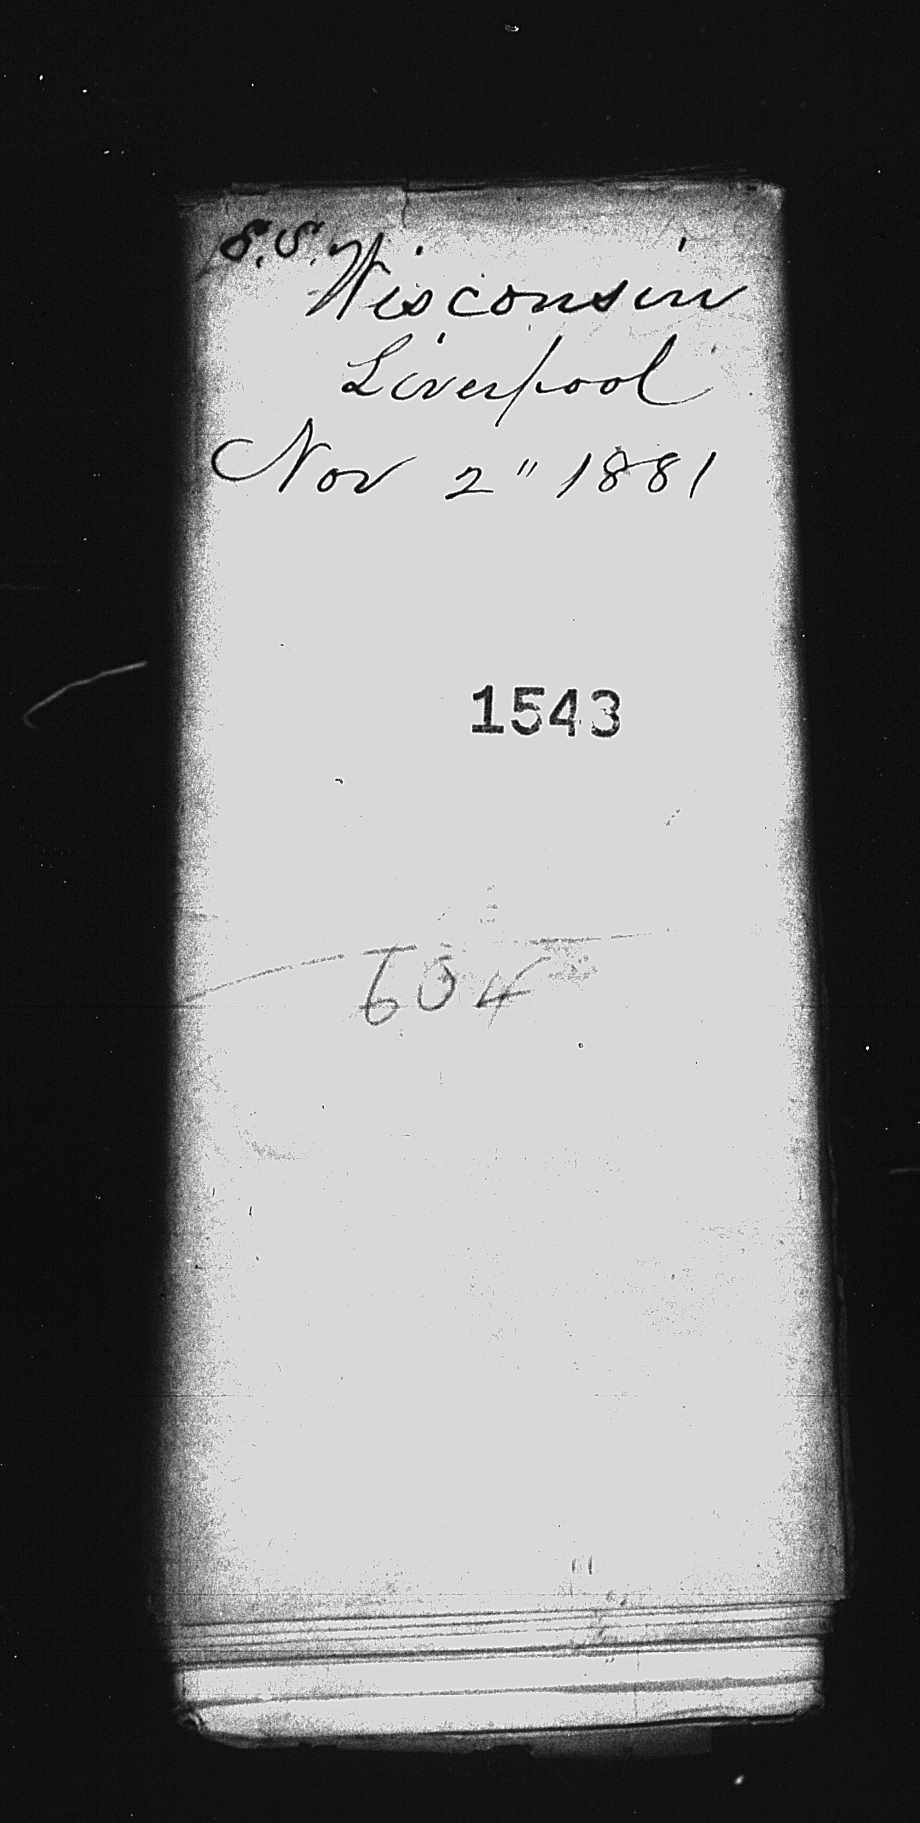 S.S. Wisconsin
Liverpool
Nov 2" 1881
1543
604